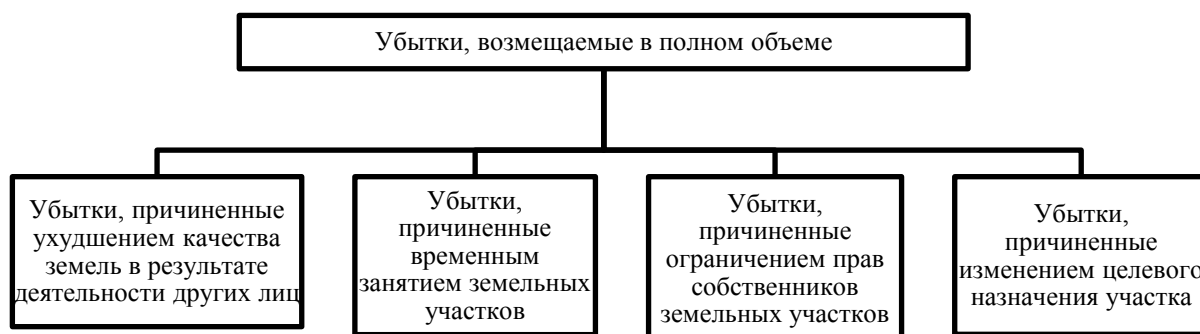 Убытки, возмещаемые в полном объеме
Убытки, причиненные
ухудшением качества
земель в результате
деятельности других лиц
Убытки,
причиненные
временным
занятием земельных
участков
Убытки,
причиненные
ограничением прав
собственников
земельных участков
Убытки,
причиненные
изменением целевого
назначения участка